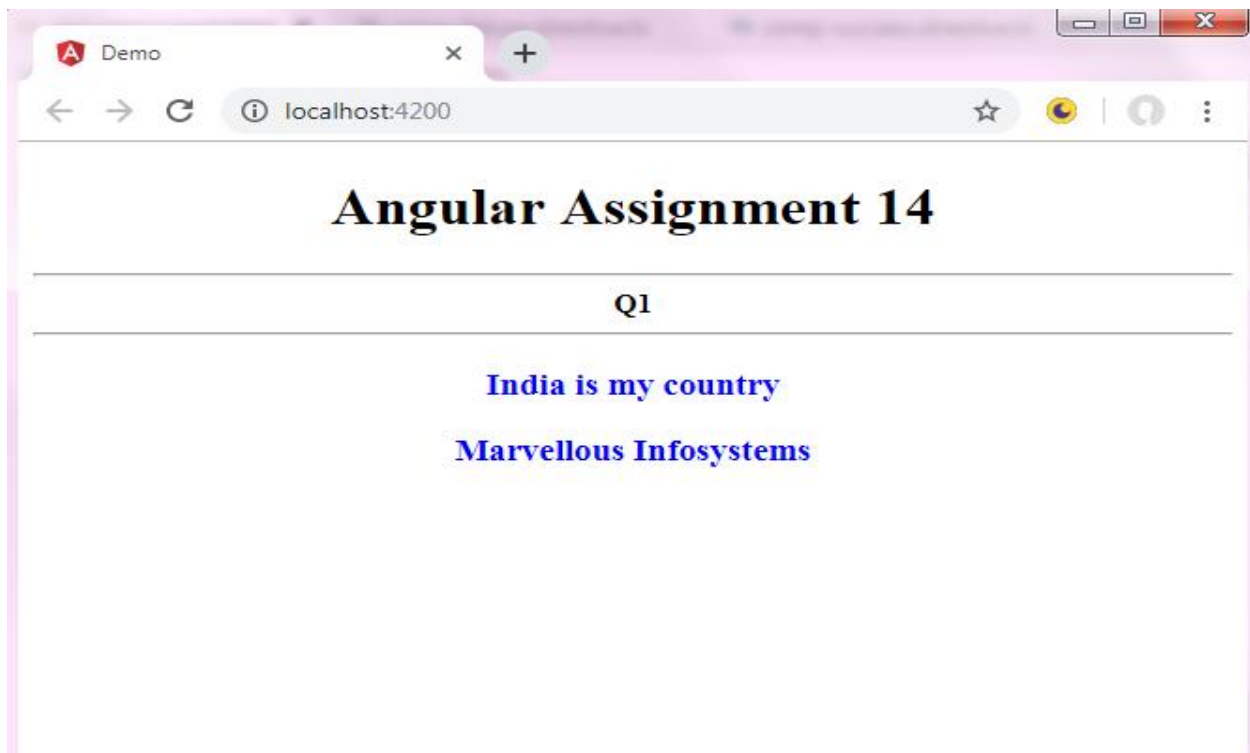 Demo
localhost:4200
Angular Assignment 14
Q1
India is my country
Marvellous Infosystems